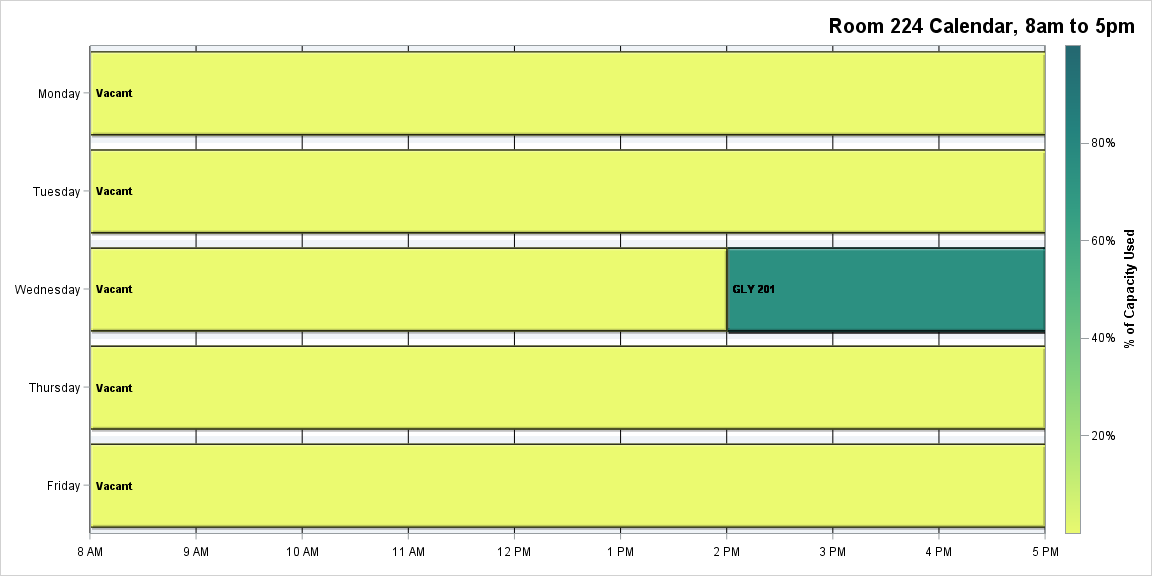 Room 224 Calendar, 8am to 5pm
Monday
Vacant
80%
Tuesday
Vacant
60%
Wednesday
Vacant
GLY 201
% of Capacity Used
40%
Thursday
Vacant
20%
Friday
Vacant
8 AM 9 AM 10 AM 11 AM 12 PM 1 PM 2 PM 3 PM 4 PM 5 PM